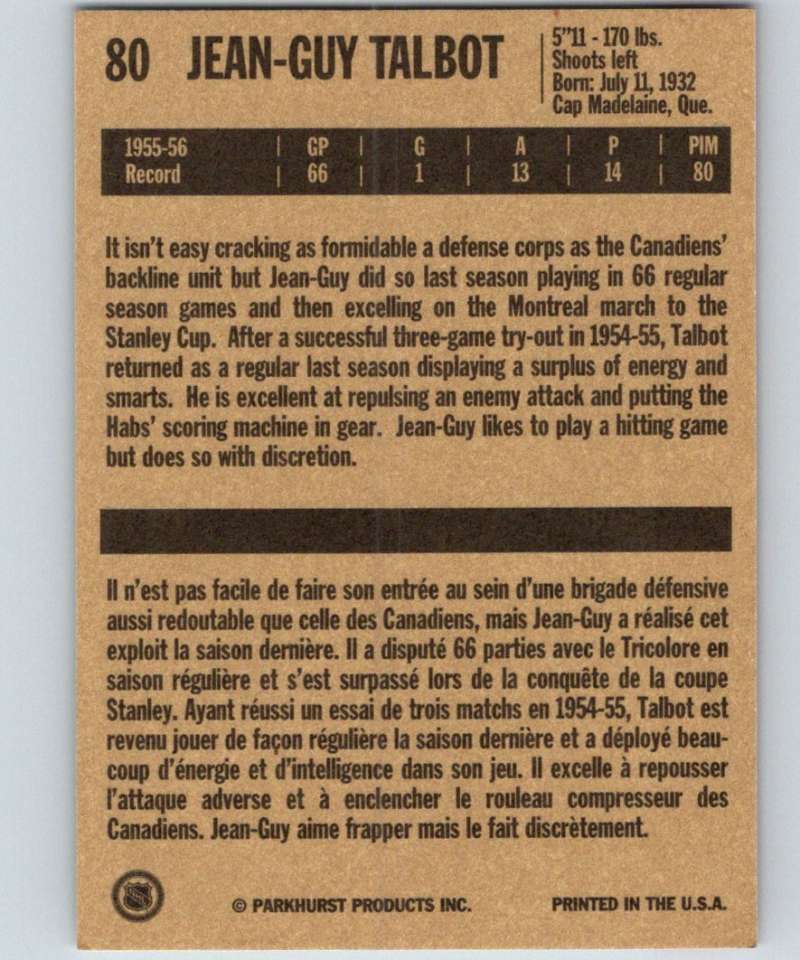 80 JEAN-GUY TALBOT
5"11 - 170 lbs.
Shoots left
Born: July 11, 1932
Cap Madelaine, Que.
1955-56 | GP | G | A | P | PIM
Record | 66 | 1 | 13 | 14 | 80
It isn't easy cracking as formidable a defense corps as the Canadiens'
backline unit but Jean-Guy did so last season playing in 66 regular
season games and then excelling on the Montreal march to the
Stanley Cup. After a successful three-game try-out in 1954-55, Talbot
returned as a regular last season displaying a surplus of energy and
smarts. He is excellent at repulsing an enemy attack and putting the
Habs' scoring machine in gear. Jean-Guy likes to play a hitting game
but does so with discretion.
Il n'est pas facile de faire son entrée au sein d'une brigade défensive
aussi redoutable que celle des Canadiens, mais Jean-Guy a réalisé cet
exploit la saison dernière. Il a disputé 66 parties avec le Tricolore en
saison régulière et s'est surpassé lors de la conquête de la coupe
Stanley. Ayant réussi un essai de trois matchs en 1954-55, Talbot est
revenu jouer de façon régulière la saison dernière et a déployé beau-
coup d'énergie et d'intelligence dans son jeu. Il excelle à repousser
l'attaque adverse et à enclencher le rouleau compresseur des
Canadiens. Jean-Guy aime frapper mais le fait discrètement.
NHL
© PARKHURST PRODUCTS INC. PRINTED IN THE U.S.A.